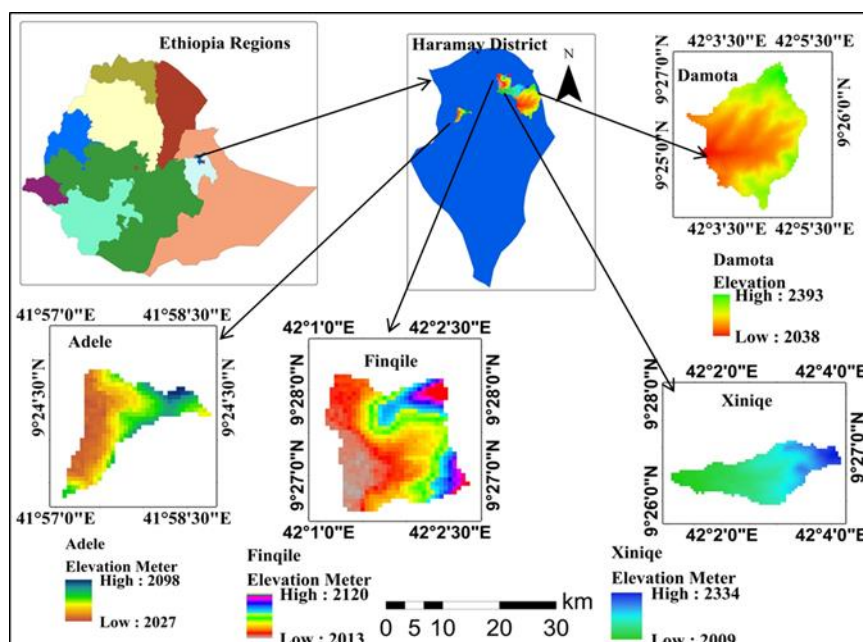 Ethiopia Regions
Haramay District
N
42°3'30"E 42°5'30"E
Damota
9°27'0"N
9°25'0"N
9°26'0"N
42°3'30"E 42°5'30"E
Damota
Elevation
High : 2393
Low : 2038
41°57'0"E 41°58'30"E
Adele
9°24'30"N
9°24'30"N
41°57'0"E 41°58'30"E
Adele
Elevation Meter
High : 2098
Low : 2027
42°1'0"E 42°2'30"E
Finqile
9°28'0"N
9°27'0"N
9°28'0"N
9°27'0"N
42°1'0"E 42°2'30"E
Finqile
Elevation Meter
High : 2120
Low : 2013
km
0 5 10 20 30
42°2'0"E 42°4'0"E
Xiniqe
9°28'0"N
9°26'0"N
9°27'0"N
42°2'0"E 42°4'0"E
Xiniqe
Elevation Meter
High : 2334
Low : 2009